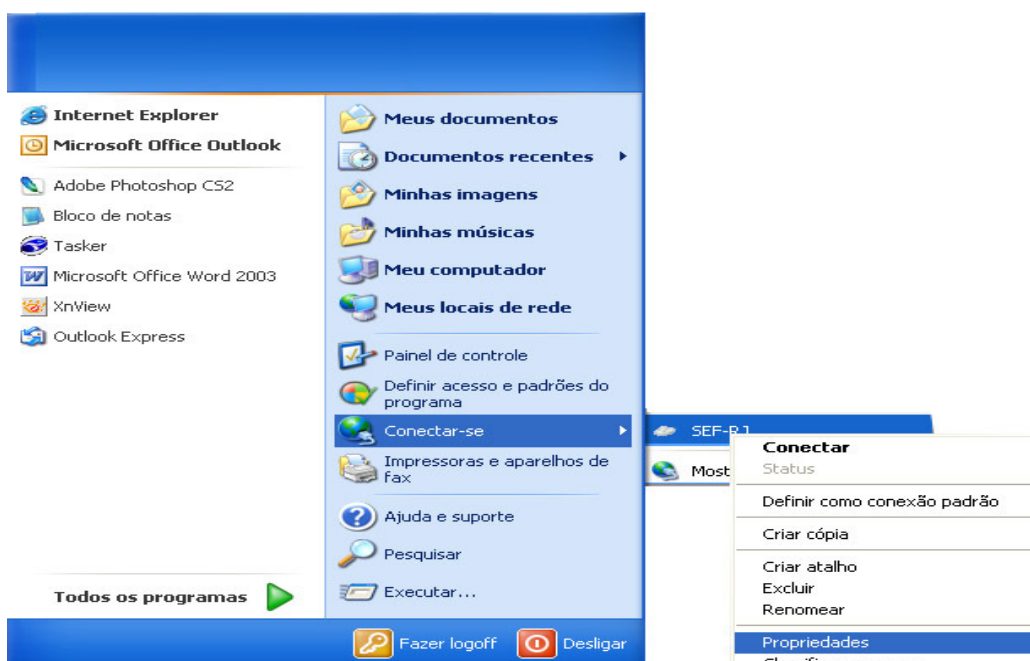 Internet Explorer
Microsoft Office Outlook
Adobe Photoshop CS2
Bloco de notas
Tasker
Microsoft Office Word 2003
XnView
Outlook Express
Todos os programas
Meus documentos
Documentos recentes
Minhas imagens
Minhas músicas
Meu computador
Meus locais de rede
Painel de controle
Definir acesso e padrões do
programa
Conectar-se
Impressoras e aparelhos de
fax
Ajuda e suporte
Pesquisar
Executar...
Fazer logoff
Desligar
SEF-RJ
Most
Conectar
Status
Definir como conexão padrão
Criar cópia
Criar atalho
Excluir
Renomear
Propriedades